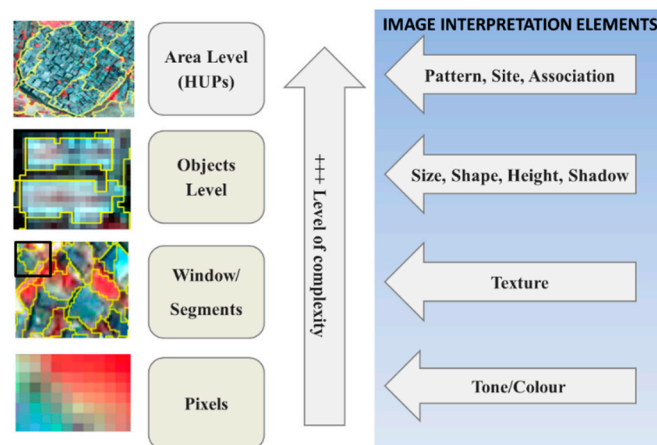 IMAGE INTERPRETATION ELEMENTS
Area Level
(HUPs)
Pattern, Site, Association
Objects
Level
Size, Shape, Height, Shadow
+++ Level of complexity
Window/
Segments
Texture
Pixels
Tone/Colour